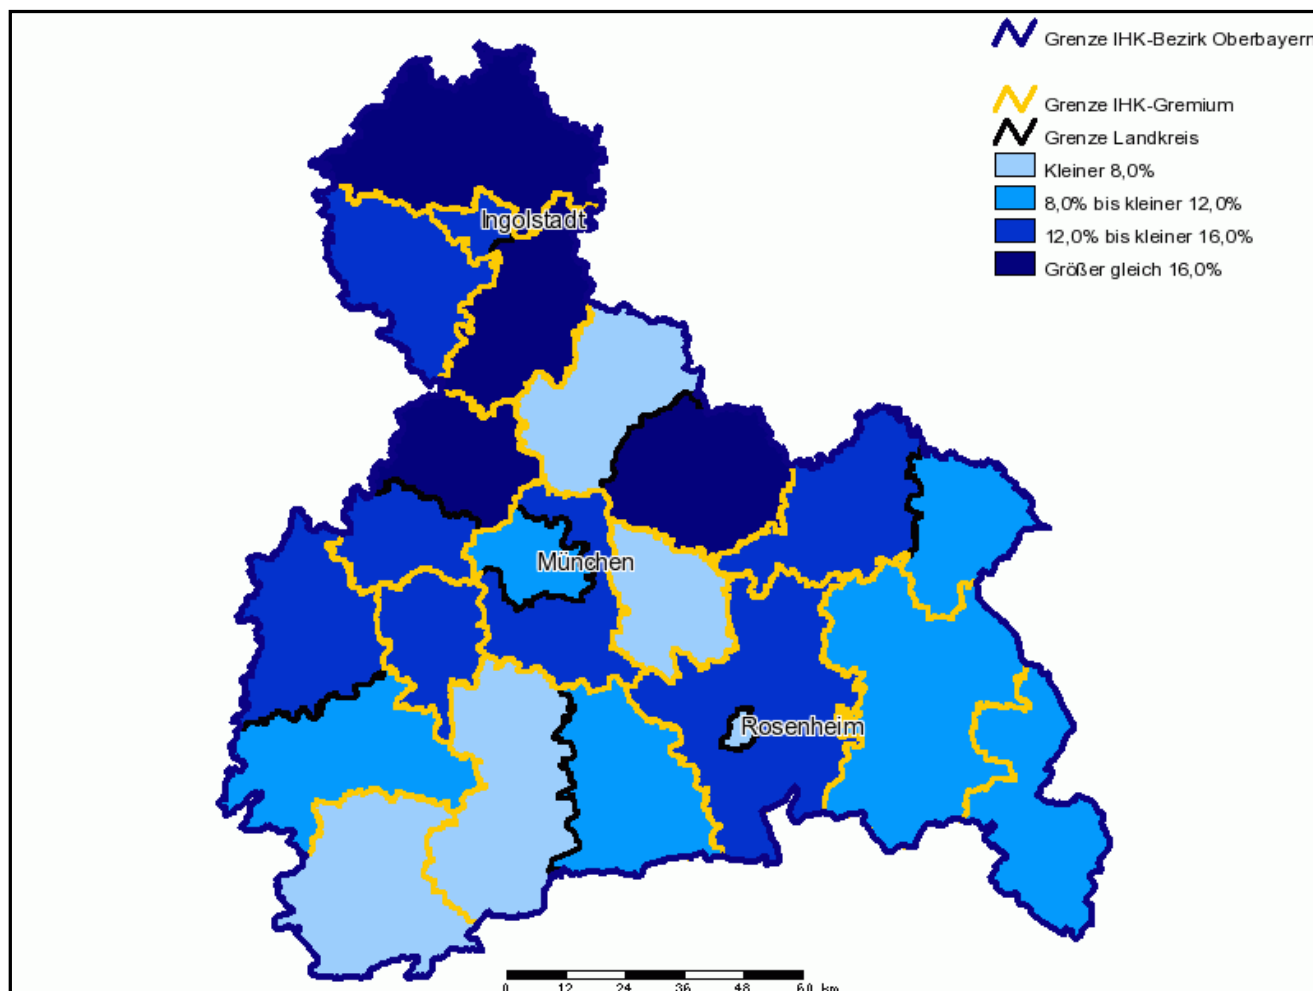 Grenze IHK-Bezirk Oberbayern
Grenze IHK-Gremium
Grenze Landkreis
Kleiner 8,0%
8,0% bis kleiner 12,0%
12,0% bis kleiner 16,0%
Größer gleich 16,0%
Ingolstadt
München
Rosenheim
0 12 24 36 48 60 km